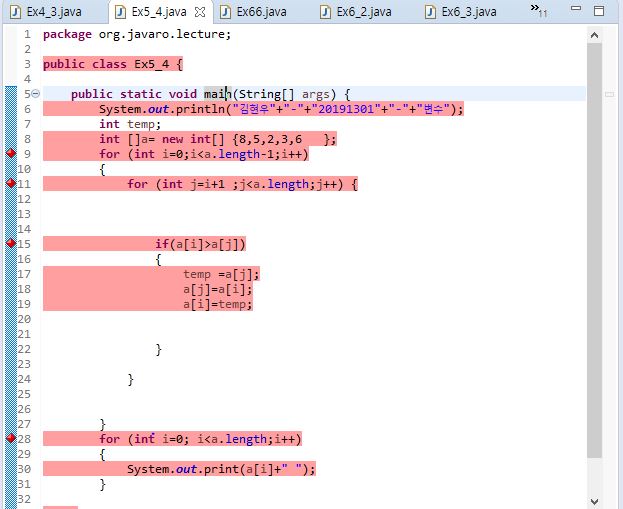 Ex4_3.java Ex5_4.java Ex66.java Ex6_2.java Ex6_3.java »11
1 package org.javaro.lecture;
2
3 public class Ex5_4 {
4
5 public static void main(String[] args) {
6 System.out.println("김현우"+"-"+"20191301"+"-"+"변수");
7 int temp;
8 int []a= new int[] {8,5,2,3,6 };
9 for (int i=0;i<a.length-1;i++)
10 {
11 for (int j=i+1 ;j<a.length;j++) {
12
13
14
15 if(a[i]>a[j])
16 {
17 temp =a[j];
18 a[j]=a[i];
19 a[i]=temp;
20
21
22 }
23
24 }
25
26
27 }
28 for (int i=0; i<a.length;i++)
29 {
30 System.out.print(a[i]+" ");
31 }
32